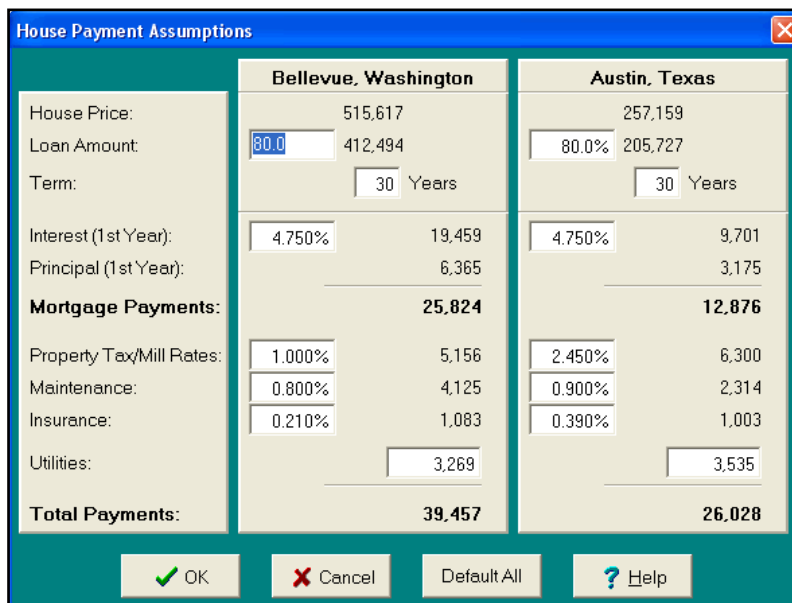 House Payment Assumptions
Bellevue, Washington Austin, Texas
House Price: 515,617 257,159
Loan Amount: 80.0 412,494 80.0% 205,727
Term: 30 Years 30 Years
Interest (1st Year): 4.750% 19,459 4.750% 9,701
Principal (1st Year): 6,365 3,175
Mortgage Payments: 25,824 12,876
Property Tax/Mill Rates: 1.000% 5,156 2.450% 6,300
Maintenance: 0.800% 4,125 0.900% 2,314
Insurance: 0.210% 1,083 0.390% 1,003
Utilities: 3,269 3,535
Total Payments: 39,457 26,028
OK Cancel Default All Help